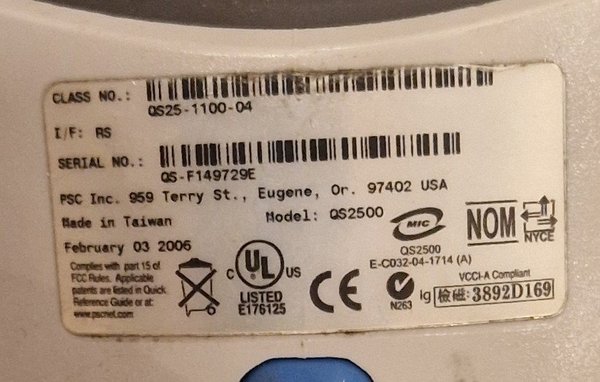 CLASS NO.:
QS25-1100-04
I/F: RS
SERIAL NO.:
QS-F149729E
PSC Inc. 959 Terry St., Eugene, Or. 97402 USA
Made in Taiwan
Model: QS2500
February 03 2006
Complies with part 15 of
FCC Rules. Applicable
patents are listed in Quick
Reference Guide or at:
www.pscnet.com
C UL US
LISTED
E176125
CE
MIC
QS2500
E-C032-04-1714 (A)
N263
NOM
NYCE
VCCI-A Compliant
Ig 檢磁:3892D169